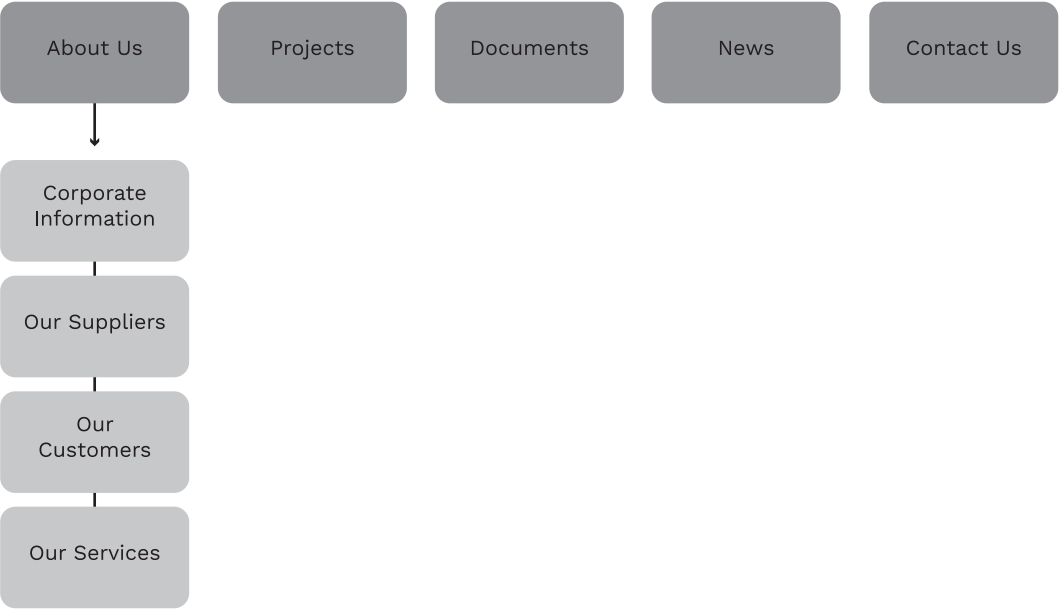 About Us
Projects
Documents
News
Contact Us
Corporate
Information
Our Suppliers
Our
Customers
Our Services